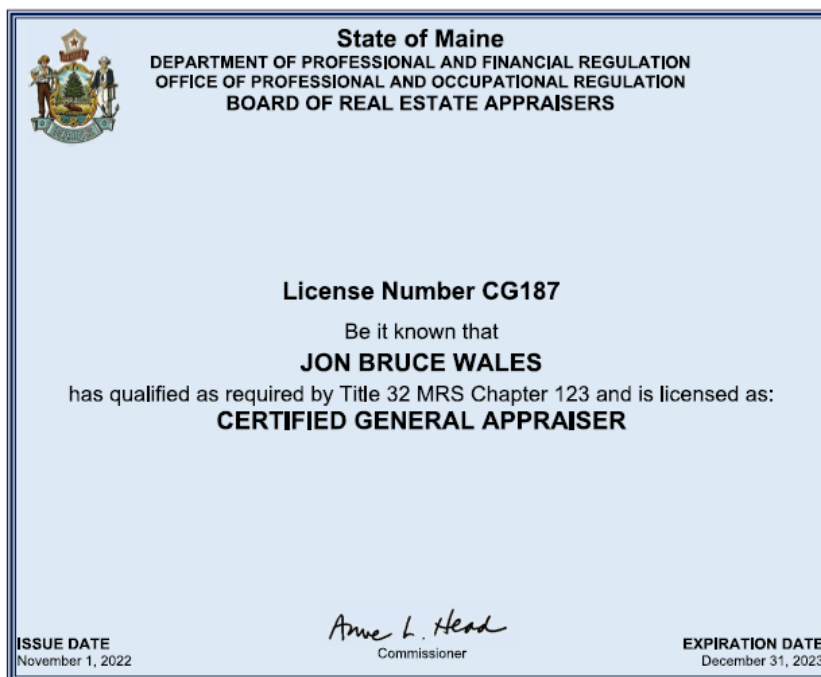 State of Maine
DEPARTMENT OF PROFESSIONAL AND FINANCIAL REGULATION
OFFICE OF PROFESSIONAL AND OCCUPATIONAL REGULATION
BOARD OF REAL ESTATE APPRAISERS
License Number CG187
Be it known that
JON BRUCE WALES
has qualified as required by Title 32 MRS Chapter 123 and is licensed as:
CERTIFIED GENERAL APPRAISER
Anne L. Head
Commissioner
ISSUE DATE
November 1, 2022
EXPIRATION DATE
December 31, 2023